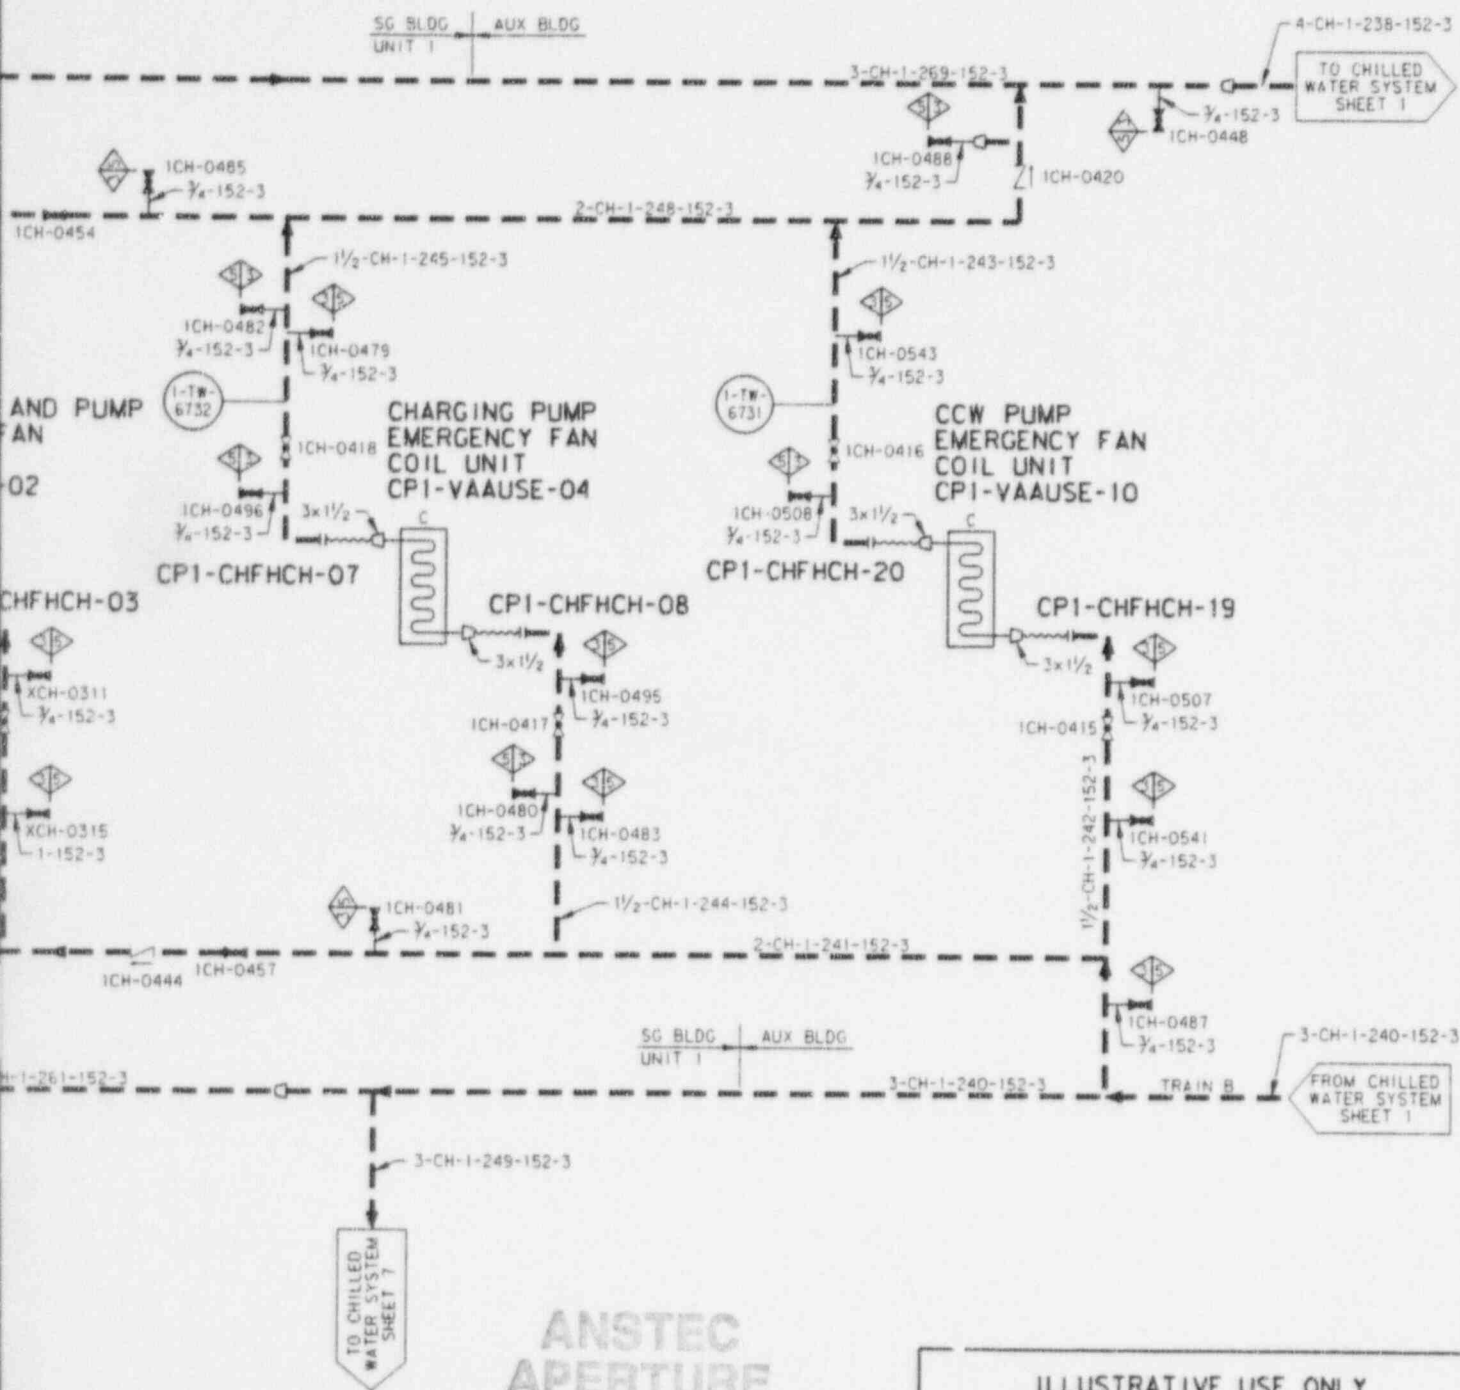 SG BLDG AUX BLDG
UNIT 1
4-CH-1-238-152-3
3-CH-1-269-152-3
TO CHILLED
WATER SYSTEM
SHEET 1
3/4-152-3
1CH-0448
1CH-0488
3/4-152-3
1CH-0420
1CH-0485
3/4-152-3
1CH-0454
2-CH-1-248-152-3
1 1/2-CH-1-245-152-3
1 1/2-CH-1-243-152-3
1CH-0482
3/4-152-3
1CH-0479
3/4-152-3
1CH-0543
3/4-152-3
1-TW-
6732
1-TW-
6731
AND PUMP
FAN
-02
CHARGING PUMP
EMERGENCY FAN
COIL UNIT
CP1-VAAUSE-04
CCW PUMP
EMERGENCY FAN
COIL UNIT
CP1-VAAUSE-10
1CH-0418
1CH-0416
1CH-0496
3/4-152-3
3x1 1/2
C
1CH-0508
3/4-152-3
3x1 1/2
C
CP1-CHFHCH-07
CP1-CHFHCH-20
CHFHCH-03
CP1-CHFHCH-08
CP1-CHFHCH-19
3x1 1/2
3x1 1/2
XCH-0311
3/4-152-3
1CH-0495
3/4-152-3
1CH-0417
1CH-0507
3/4-152-3
1CH-0415
XCH-0315
1-152-3
1CH-0480
3/4-152-3
1CH-0483
3/4-152-3
1 1/2-CH-1-242-152-3
1CH-0541
3/4-152-3
1CH-0481
3/4-152-3
1 1/2-CH-1-244-152-3
2-CH-1-241-152-3
1CH-0444
1CH-0457
1CH-0487
3/4-152-3
SG BLDG AUX BLDG
UNIT 1
3-CH-1-240-152-3
H-1-261-152-3
3-CH-1-240-152-3
TRAIN B
FROM CHILLED
WATER SYSTEM
SHEET 1
3-CH-1-249-152-3
TO CHILLED
WATER SYSTEM
SHEET 7
ANSTEC
APERTURE
ILLUSTRATIVE USE ONLY